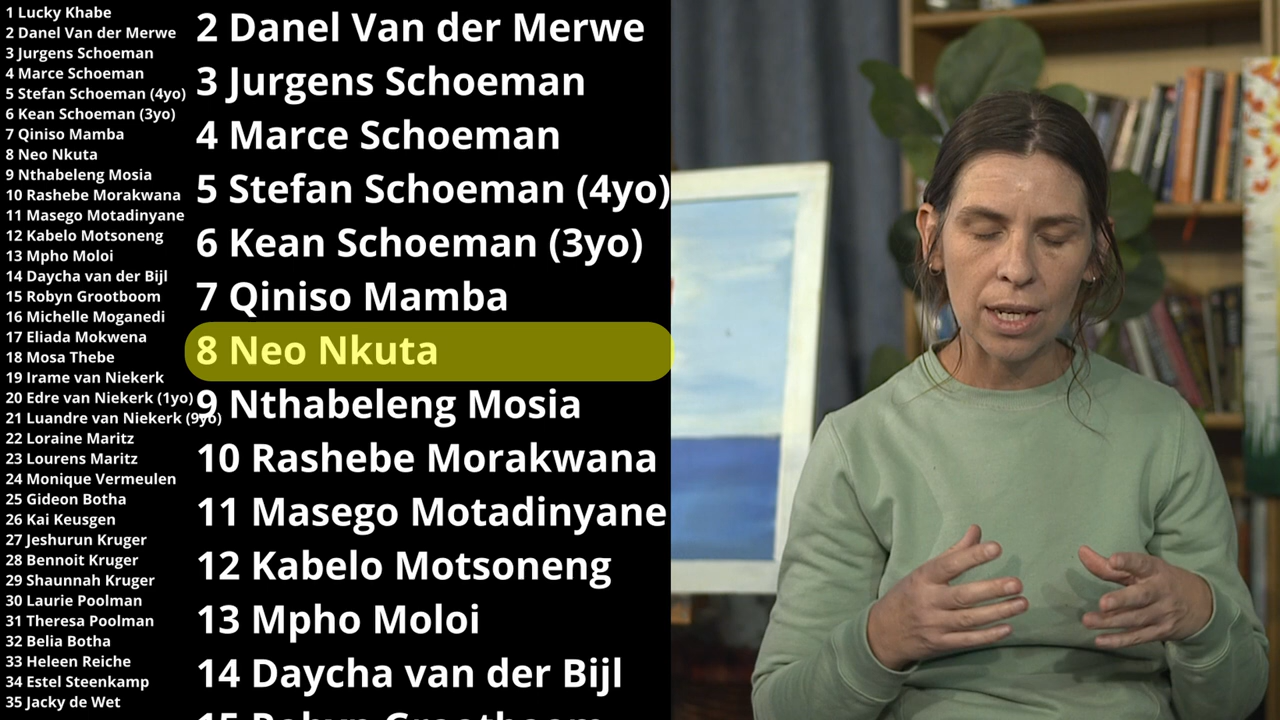 1 Lucky Khabe
2 Danel Van der Merwe
3 Jurgens Schoeman
4 Marce Schoeman
5 Stefan Schoeman (4yo)
6 Kean Schoeman (3yo)
7 Qiniso Mamba
8 Neo Nkuta
9 Nthabeleng Mosia
10 Rashebe Morakwana
11 Masego Motadinyane
12 Kabelo Motsoneng
13 Mpho Moloi
14 Daycha van der Bijl
15 Robyn Grootboom
16 Michelle Moganedi
17 Eliada Mokwena
18 Mosa Thebe
19 Irame van Niekerk
20 Edre van Niekerk (1yo)
21 Luandre van Niekerk (9yo)
22 Loraine Maritz
23 Lourens Maritz
24 Monique Vermeulen
25 Gideon Botha
26 Kai Keusgen
27 Jeshurun Kruger
28 Bennoit Kruger
29 Shaunnah Kruger
30 Laurie Poolman
31 Theresa Poolman
32 Belia Botha
33 Heleen Reiche
34 Estel Steenkamp
35 Jacky de Wet
2 Danel Van der Merwe
3 Jurgens Schoeman
4 Marce Schoeman
5 Stefan Schoeman (4yo)
6 Kean Schoeman (3yo)
7 Qiniso Mamba
8 Neo Nkuta
9 Nthabeleng Mosia
10 Rashebe Morakwana
11 Masego Motadinyane
12 Kabelo Motsoneng
13 Mpho Moloi
14 Daycha van der Bijl
15 Robyn Grootboom